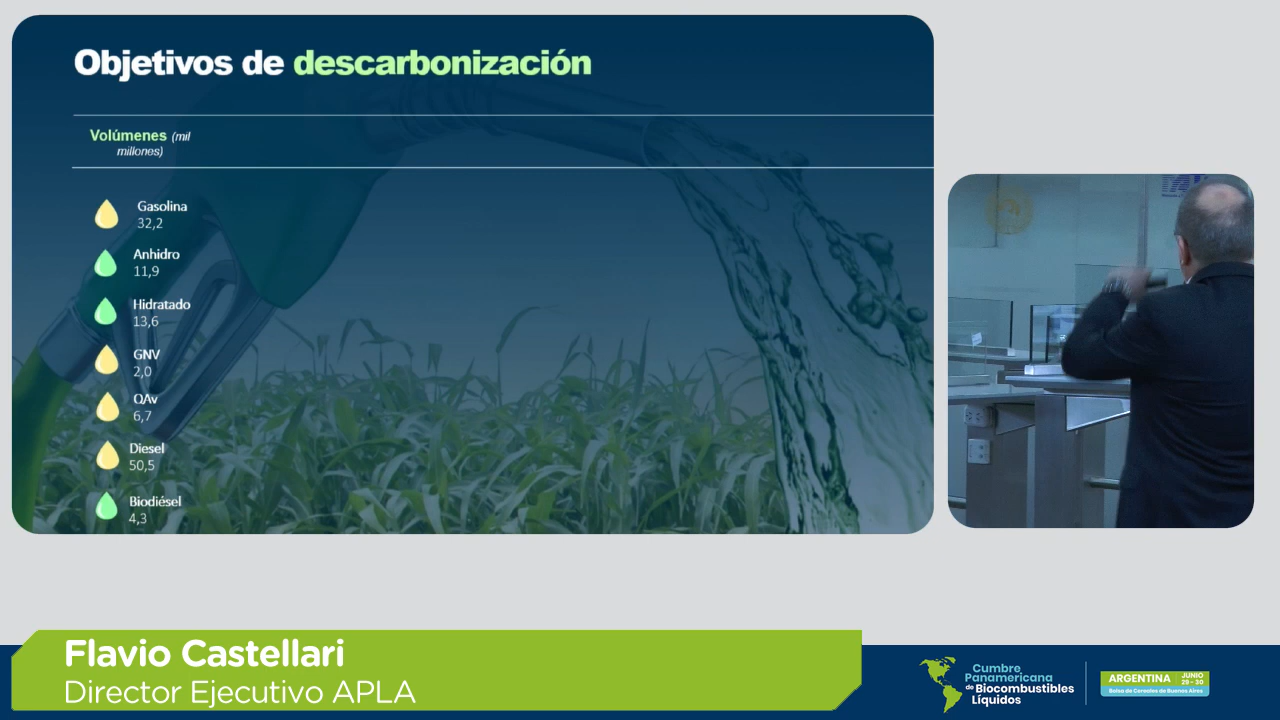 Objetivos de descarbonización
Volúmenes (mil
millones)
Gasolina
32,2
Anhidro
11,9
Hidratado
13,6
GNV
2,0
QAv
6,7
Diesel
50,5
Biodiésel
4,3
Flavio Castellari
Director Ejecutivo APLA
Cumbre
Panamericana
de Biocombustibles
Líquidos
ARGENTINA
JUNIO
29-30
Bolsa de Cereales de Buenos Aires